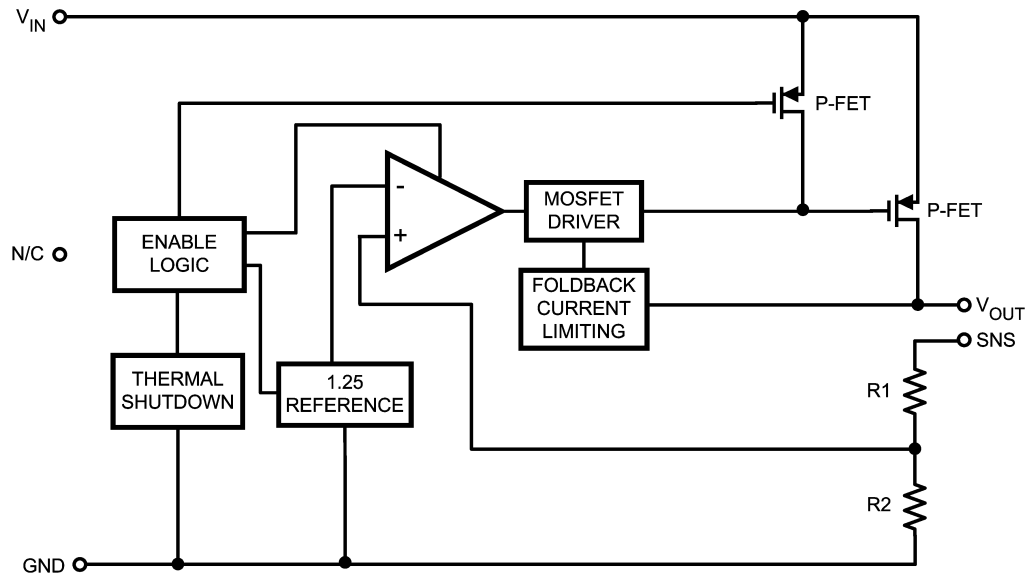 VIN
P-FET
-
MOSFET
DRIVER
P-FET
ENABLE
LOGIC
+
N/C
FOLDBACK
CURRENT
LIMITING
VOUT
SNS
THERMAL
SHUTDOWN
1.25
REFERENCE
R1
R2
GND